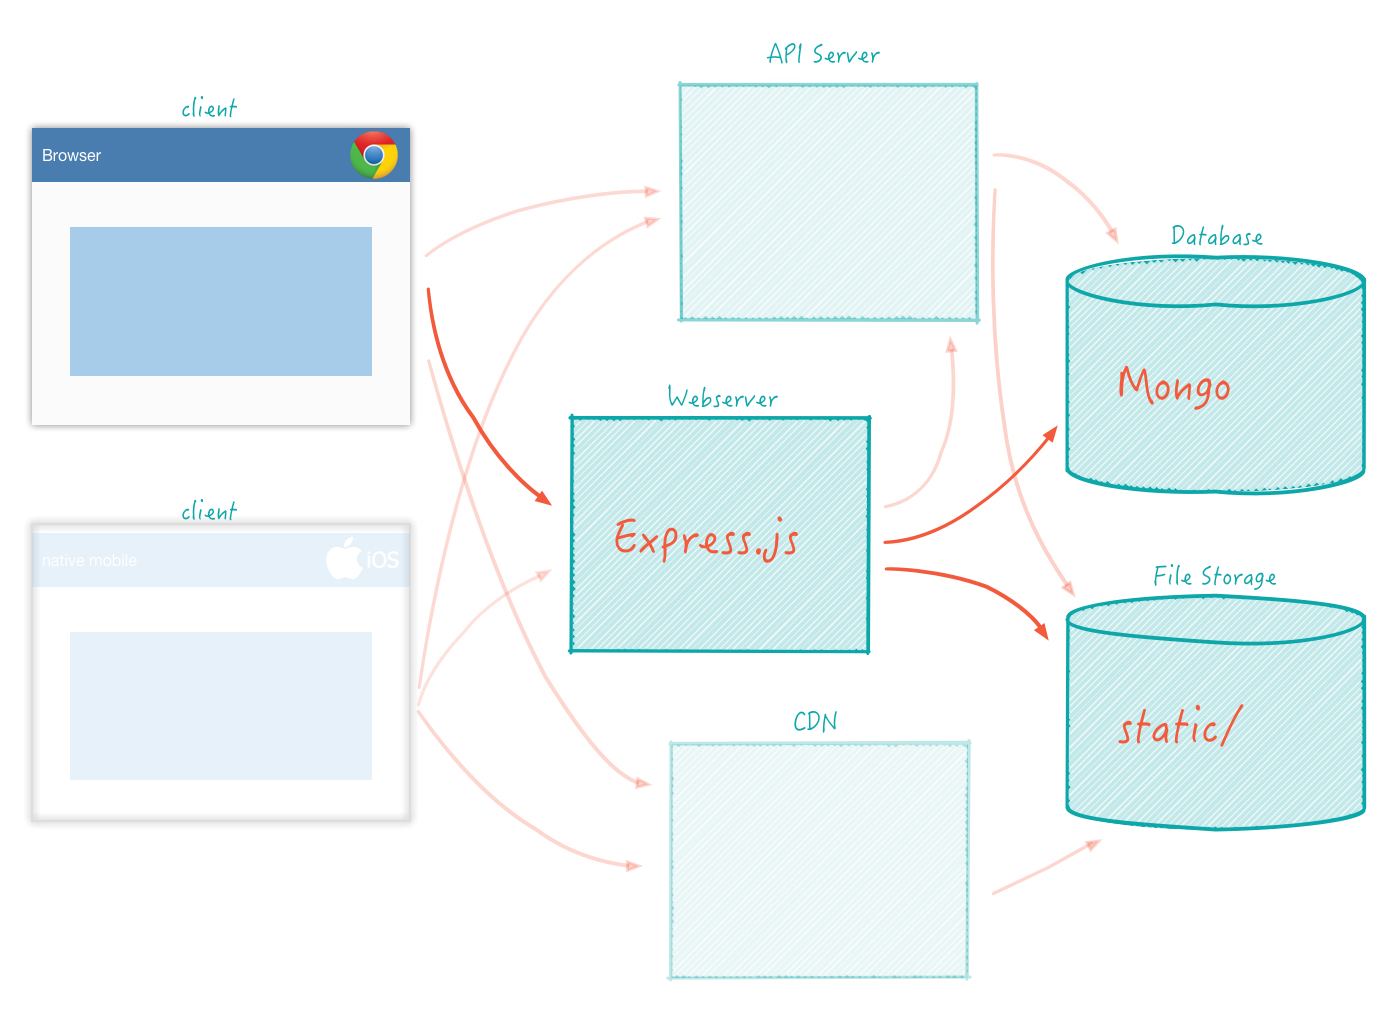 API Server
client
Browser
Database
Mongo
Webserver
Express.js
client
native mobile
iOS
File Storage
static/
CDN